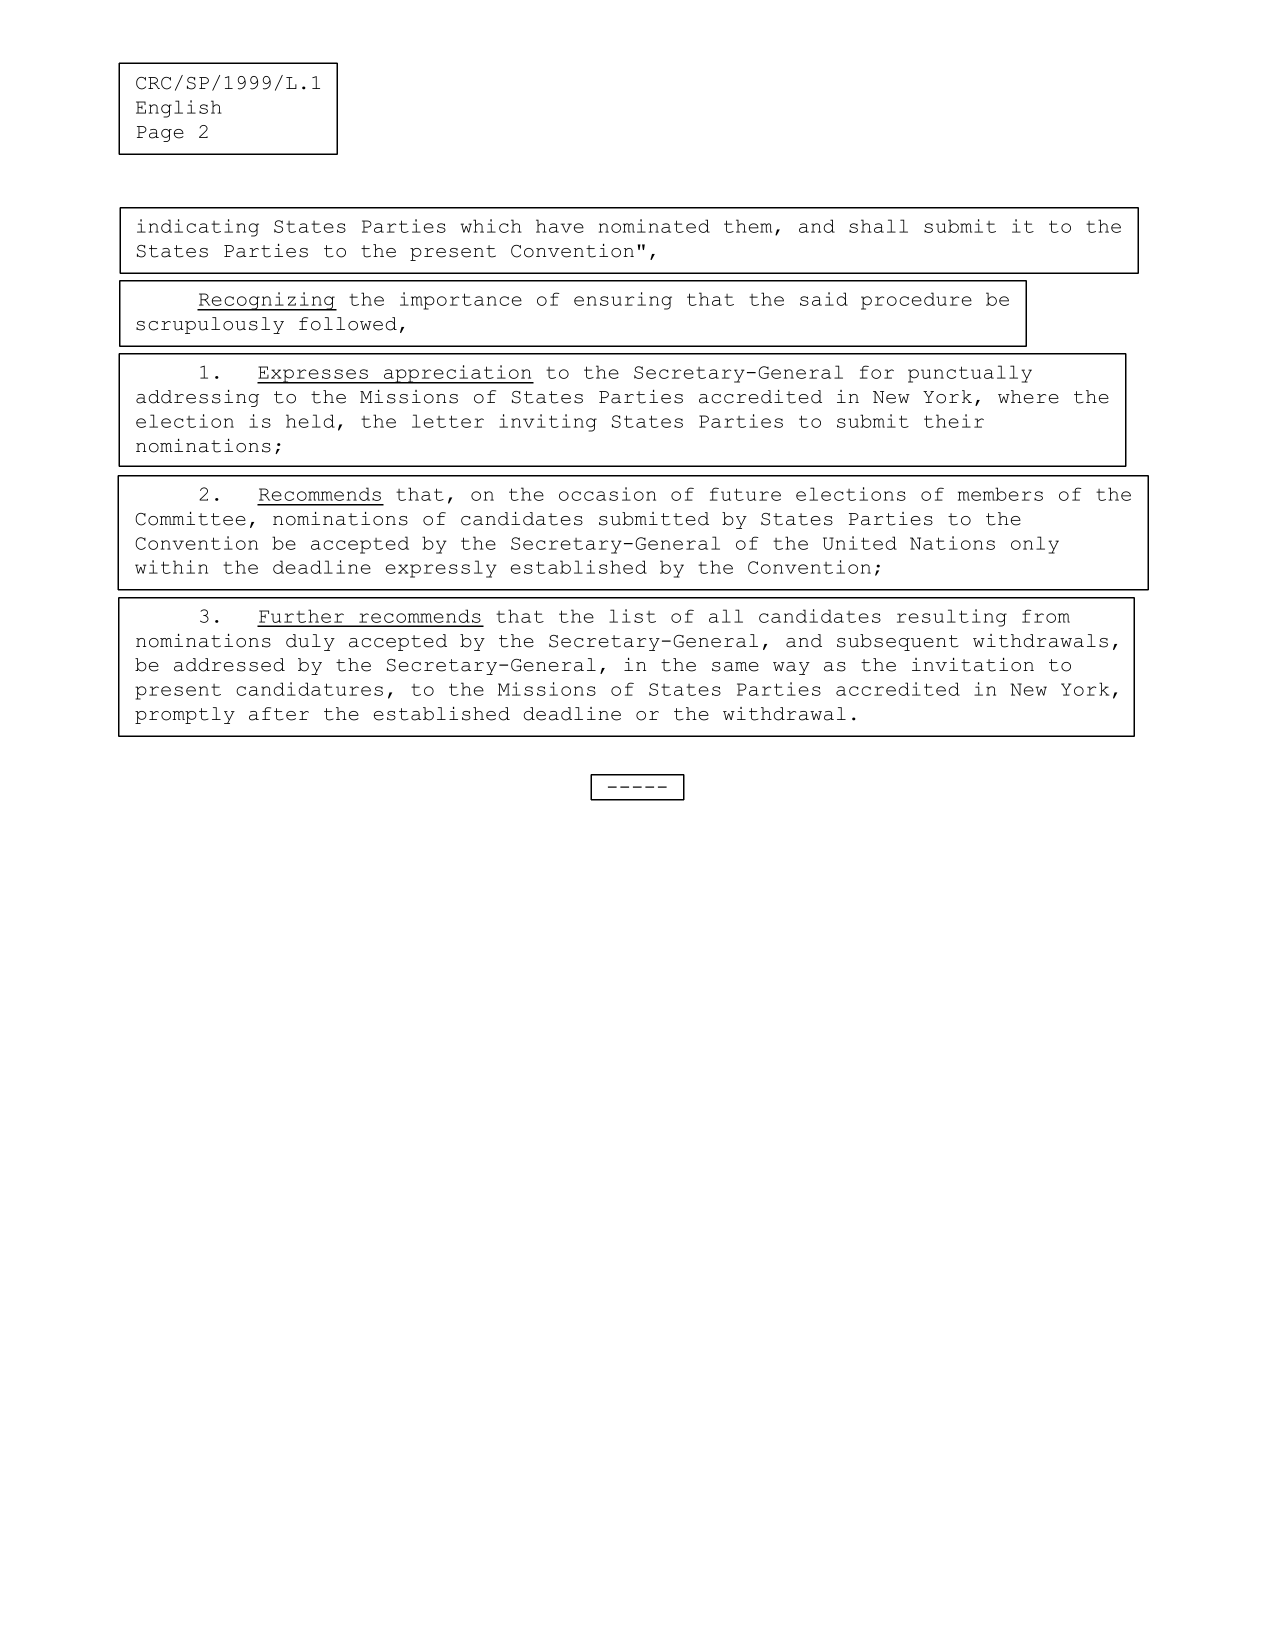 CRC/SP/1999/L.1
English
Page 2
indicating States Parties which have nominated them, and shall submit it to the
States Parties to the present Convention",
Recognizing the importance of ensuring that the said procedure be
scrupulously followed,
1. Expresses appreciation to the Secretary-General for punctually
addressing to the Missions of States Parties accredited in New York, where the
election is held, the letter inviting States Parties to submit their
nominations;
2. Recommends that, on the occasion of future elections of members of the
Committee, nominations of candidates submitted by States Parties to the
Convention be accepted by the Secretary-General of the United Nations only
within the deadline expressly established by the Convention;
3. Further recommends that the list of all candidates resulting from
nominations duly accepted by the Secretary-General, and subsequent withdrawals,
be addressed by the Secretary-General, in the same way as the invitation to
present candidatures, to the Missions of States Parties accredited in New York,
promptly after the established deadline or the withdrawal.
-----